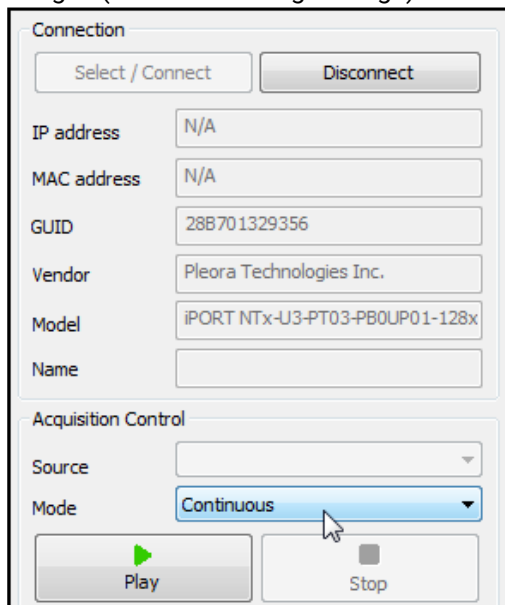 Connection
Select / Connect Disconnect
IP address N/A
MAC address N/A
GUID 28B701329356
Vendor Pleora Technologies Inc.
Model iPORT NTx-U3-PT03-PB0UP01-128x
Name
Acquisition Control
Source
Mode Continuous
Play Stop